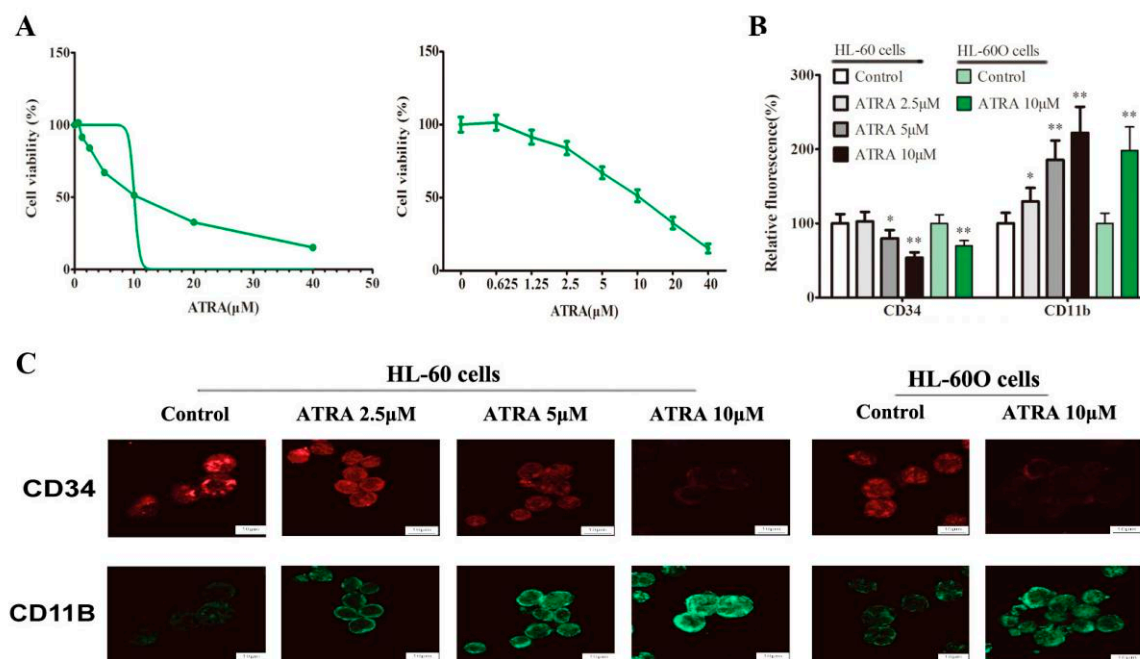 A
150
100
50
0
Cell viability (%)
0
10
20
30
40
50
ATRA(μM)
150
100
50
0
Cell viability (%)
0
0.625
1.25
2.5
5
10
20
40
ATRA(μM)
B
HL-60 cells
HL-60O cells
Control
Control
ATRA 2.5μM
ATRA 10μM
ATRA 5μM
ATRA 10μM
300
200
100
0
Relative fluorescence(%)
*
**
**
*
**
**
**
CD34
CD11b
C
HL-60 cells
HL-60O cells
Control
ATRA 2.5μM
ATRA 5μM
ATRA 10μM
Control
ATRA 10μM
CD34
CD11B